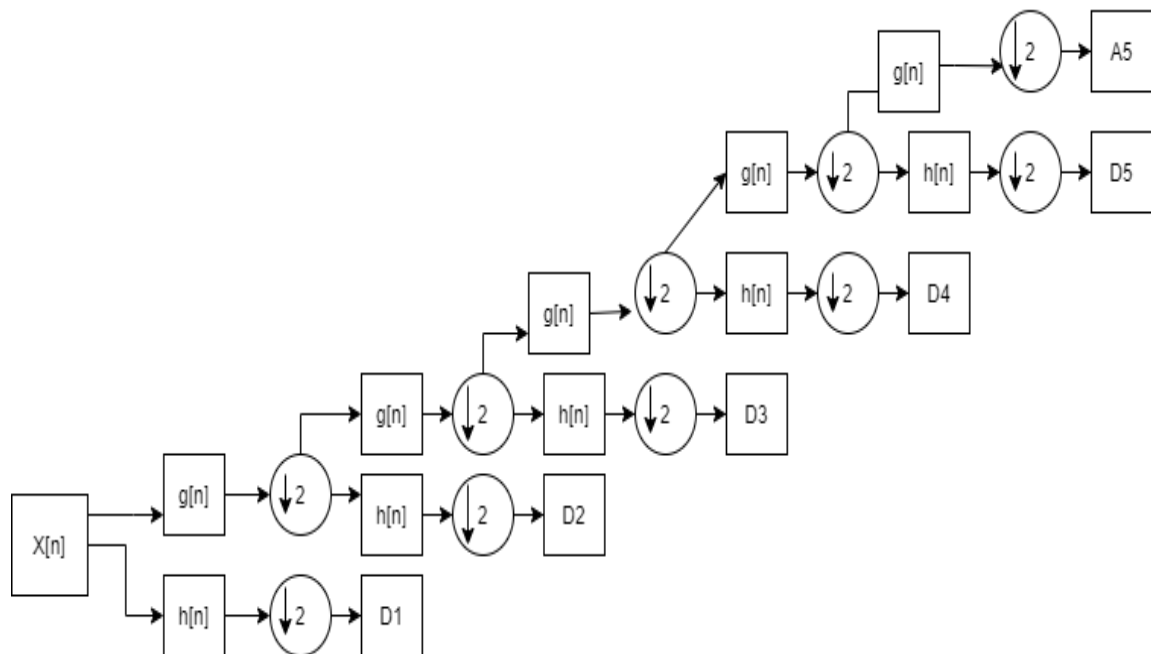 g[n] ↓2 A5
g[n] ↓2 h[n] ↓2 D5
g[n] ↓2 h[n] ↓2 D4
g[n] ↓2 h[n] ↓2 D3
g[n] ↓2 h[n] ↓2 D2
X[n]
h[n] ↓2 D1